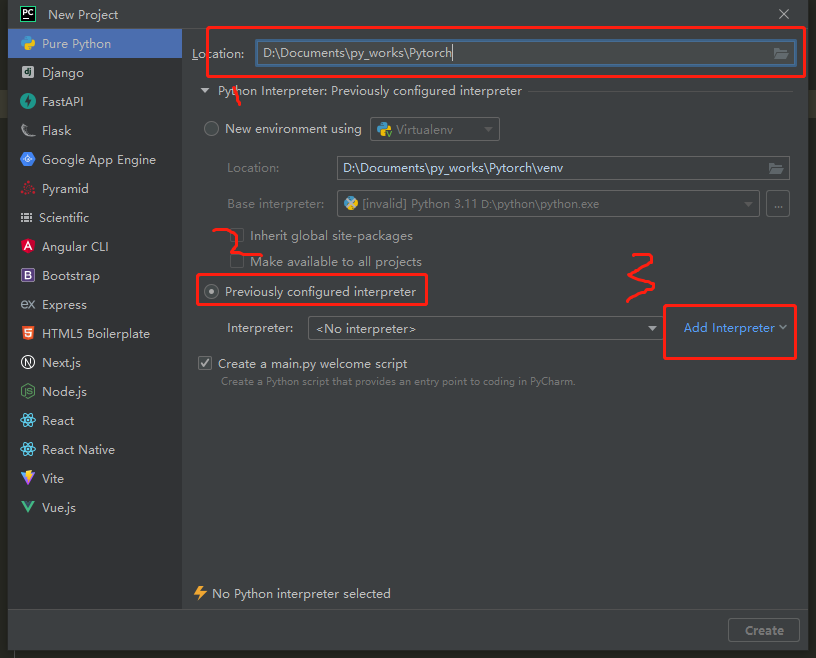 PC New Project
Pure Python
Django
FastAPI
Flask
Google App Engine
Pyramid
Scientific
Angular CLI
Bootstrap
Express
HTML5 Boilerplate
Next.js
Node.js
React
React Native
Vite
Vue.js
Location: D:\Documents\py_works\Pytorch
Python Interpreter: Previously configured interpreter
1
New environment using Virtualenv
Location: D:\Documents\py_works\Pytorch\venv
Base interpreter: [invalid] Python 3.11 D:\python\python.exe ...
2
Inherit global site-packages
Make available to all projects
3
Previously configured interpreter
Interpreter: <No interpreter> Add Interpreter
Create a main.py welcome script
Create a Python script that provides an entry point to coding in PyCharm.
No Python interpreter selected
Create